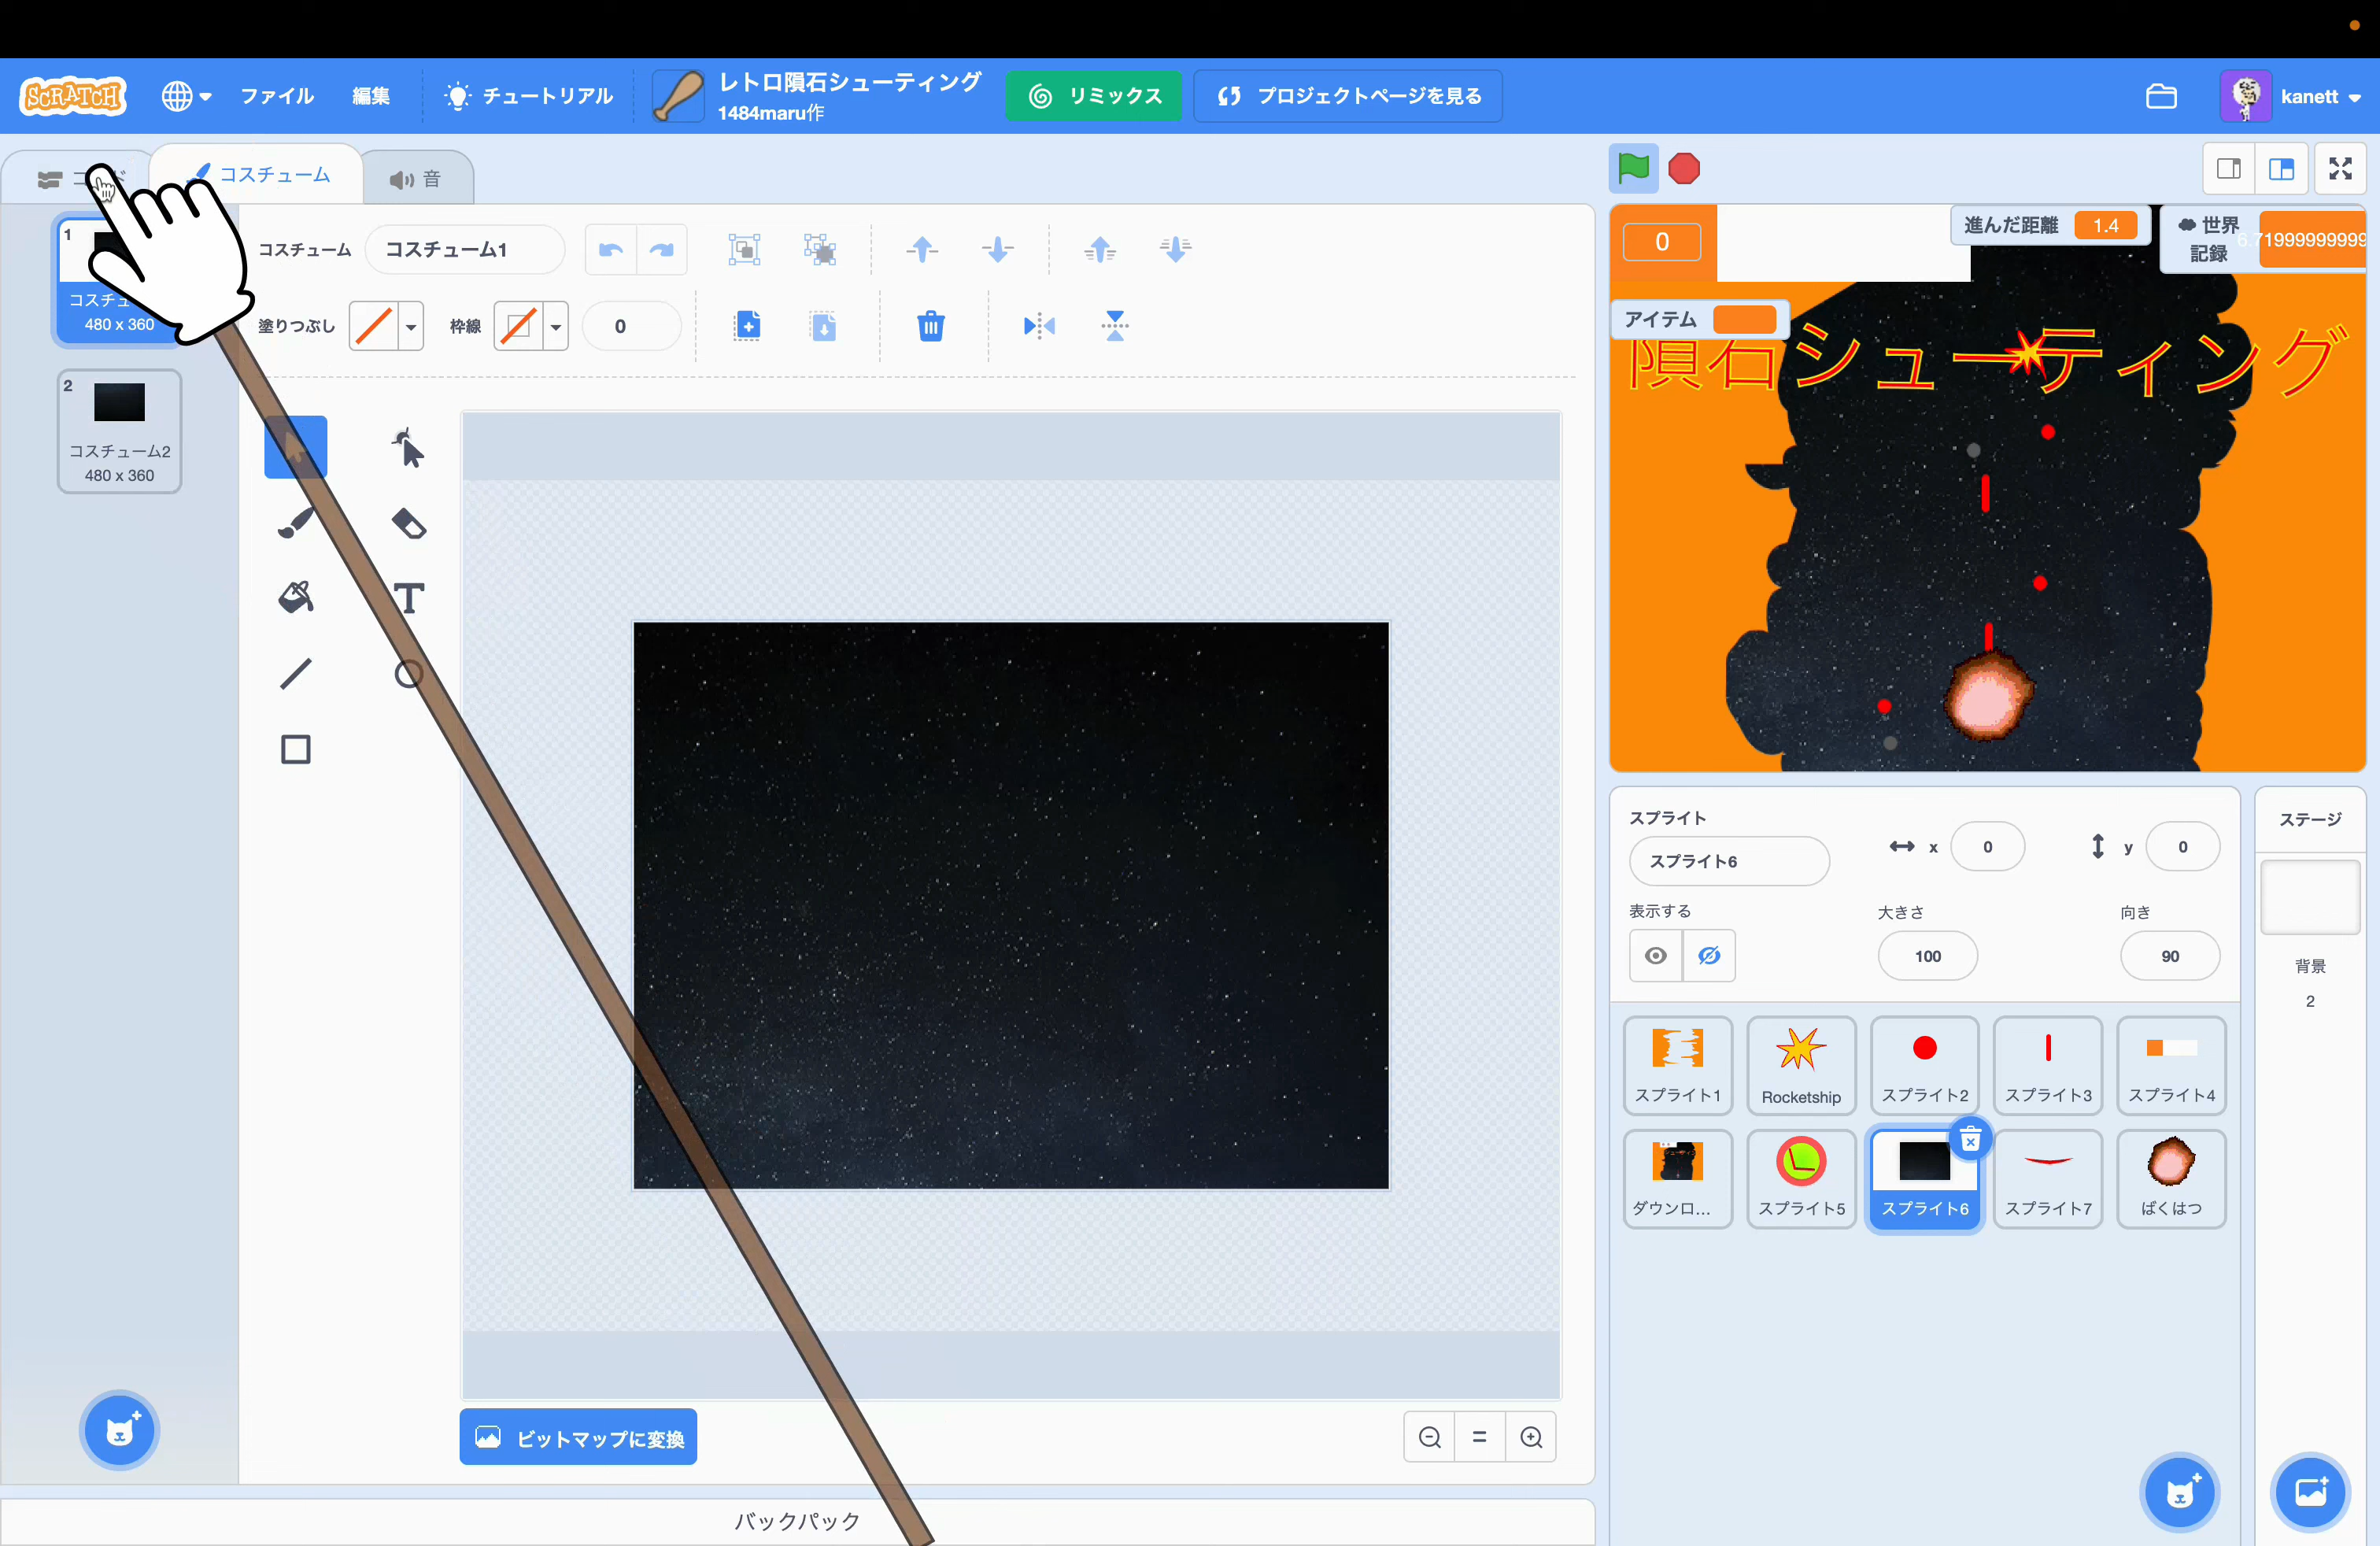 SCRATCH
ファイル
編集
チュートリアル
レトロ隕石シューティング
1484maru作
リミックス
プロジェクトページを見る
kanett
コスチューム
音
1
480 x 360
2
コスチューム2
480 x 360
コスチューム
コスチューム1
塗りつぶし
枠線
0
T
ビットマップに変換
バックパック
0
進んだ距離
1.4
世界
記録
6.719999999999
アイテム
隕石シューティング
スプライト
スプライト6
x
0
y
0
表示する
大きさ
100
向き
90
スプライト1
Rocketship
スプライト2
スプライト3
スプライト4
ダウンロ...
スプライト5
スプライト6
スプライト7
ばくはつ
ステージ
背景
2